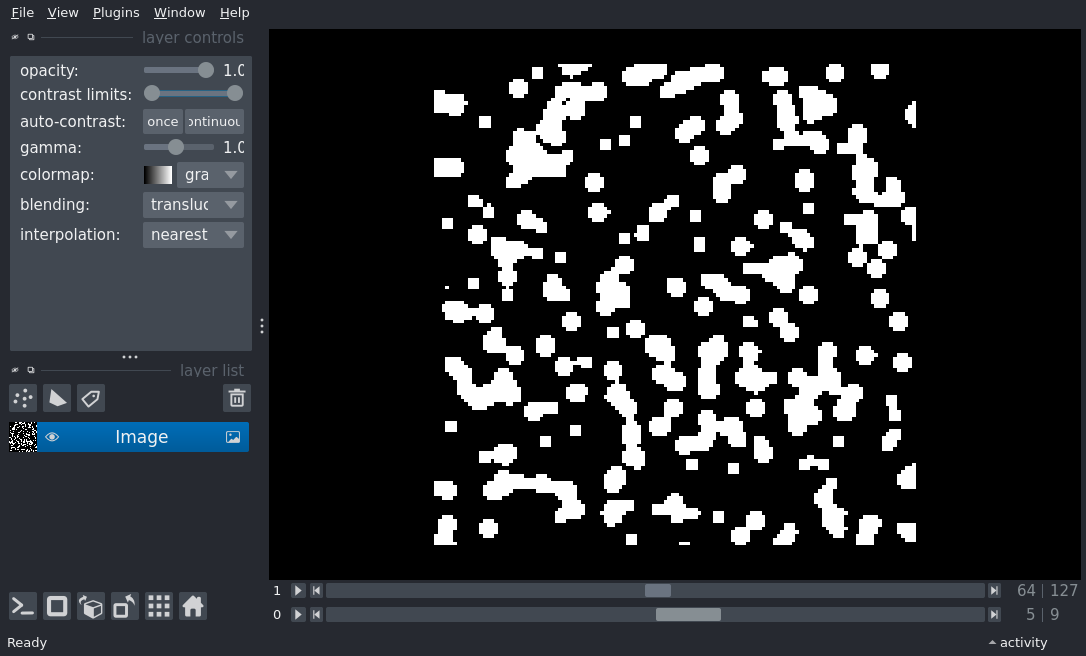 File View Plugins Window Help
layer controls
opacity: 1.0
contrast limits:
auto-contrast: once ontinuou
gamma: 1.0
colormap: gra
blending: transluc
interpolation: nearest
layer list
Image
1 64 | 127
0 5 | 9
Ready activity